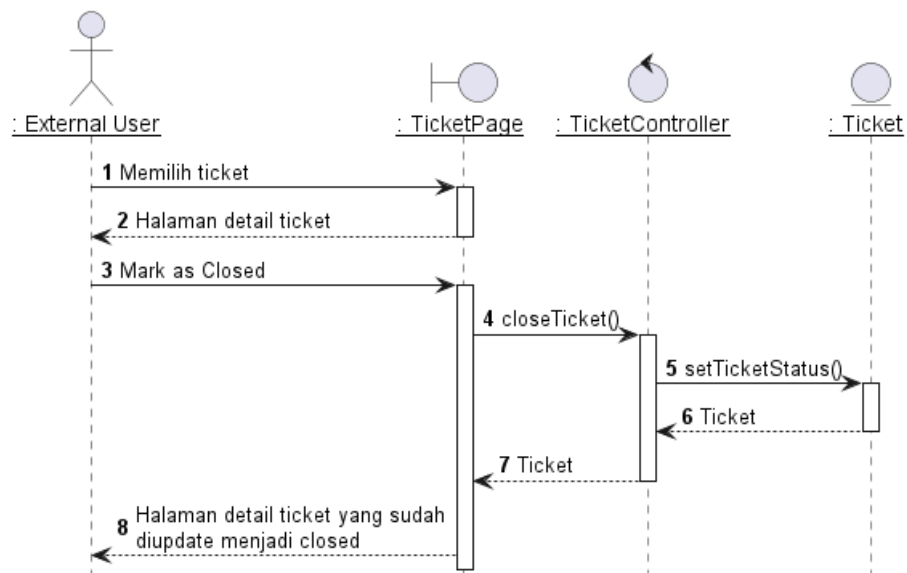 : External User
: TicketPage
: TicketController
: Ticket
1 Memilih ticket
2 Halaman detail ticket
3 Mark as Closed
4 closeTicket()
5 setTicketStatus()
6 Ticket
7 Ticket
8 Halaman detail ticket yang sudah
diupdate menjadi closed